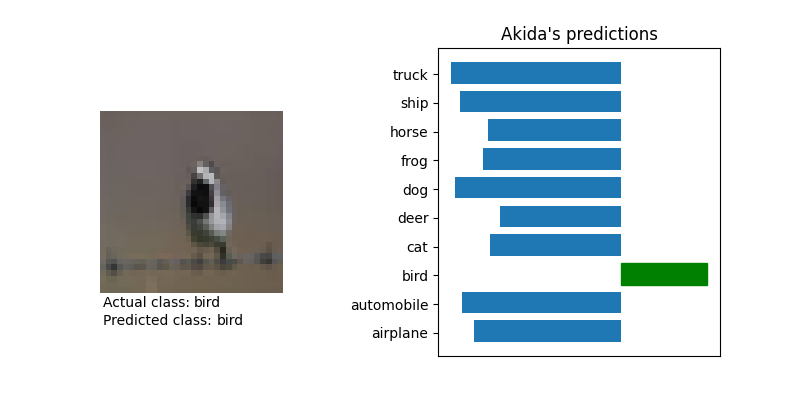 Akida's predictions
truck
ship
horse
frog
dog
deer
cat
bird
automobile
airplane
Actual class: bird
Predicted class: bird